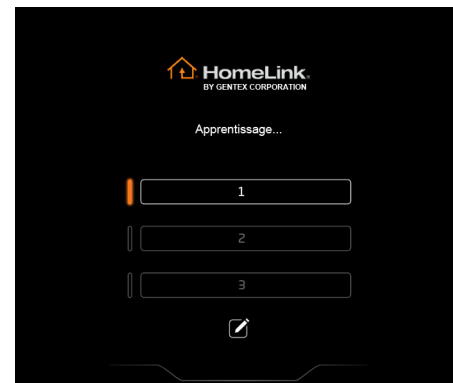 HomeLink.
BY GENTEX CORPORATION
Apprentissage...
1
2
3